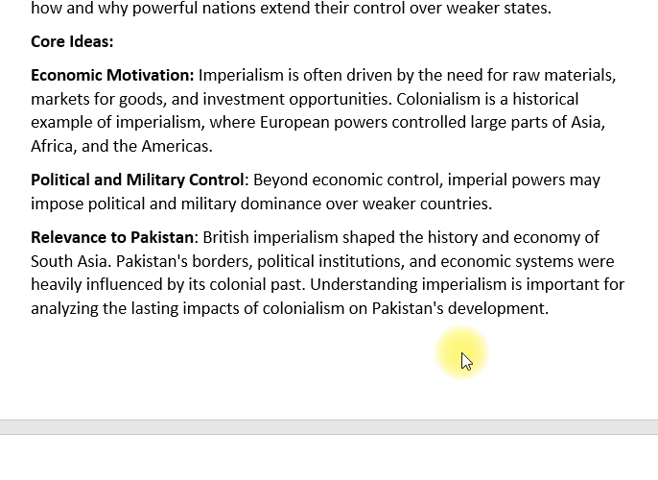 how and why powerful nations extend their control over weaker states.
Core Ideas:
Economic Motivation: Imperialism is often driven by the need for raw materials,
markets for goods, and investment opportunities. Colonialism is a historical
example of imperialism, where European powers controlled large parts of Asia,
Africa, and the Americas.
Political and Military Control: Beyond economic control, imperial powers may
impose political and military dominance over weaker countries.
Relevance to Pakistan: British imperialism shaped the history and economy of
South Asia. Pakistan's borders, political institutions, and economic systems were
heavily influenced by its colonial past. Understanding imperialism is important for
analyzing the lasting impacts of colonialism on Pakistan's development.